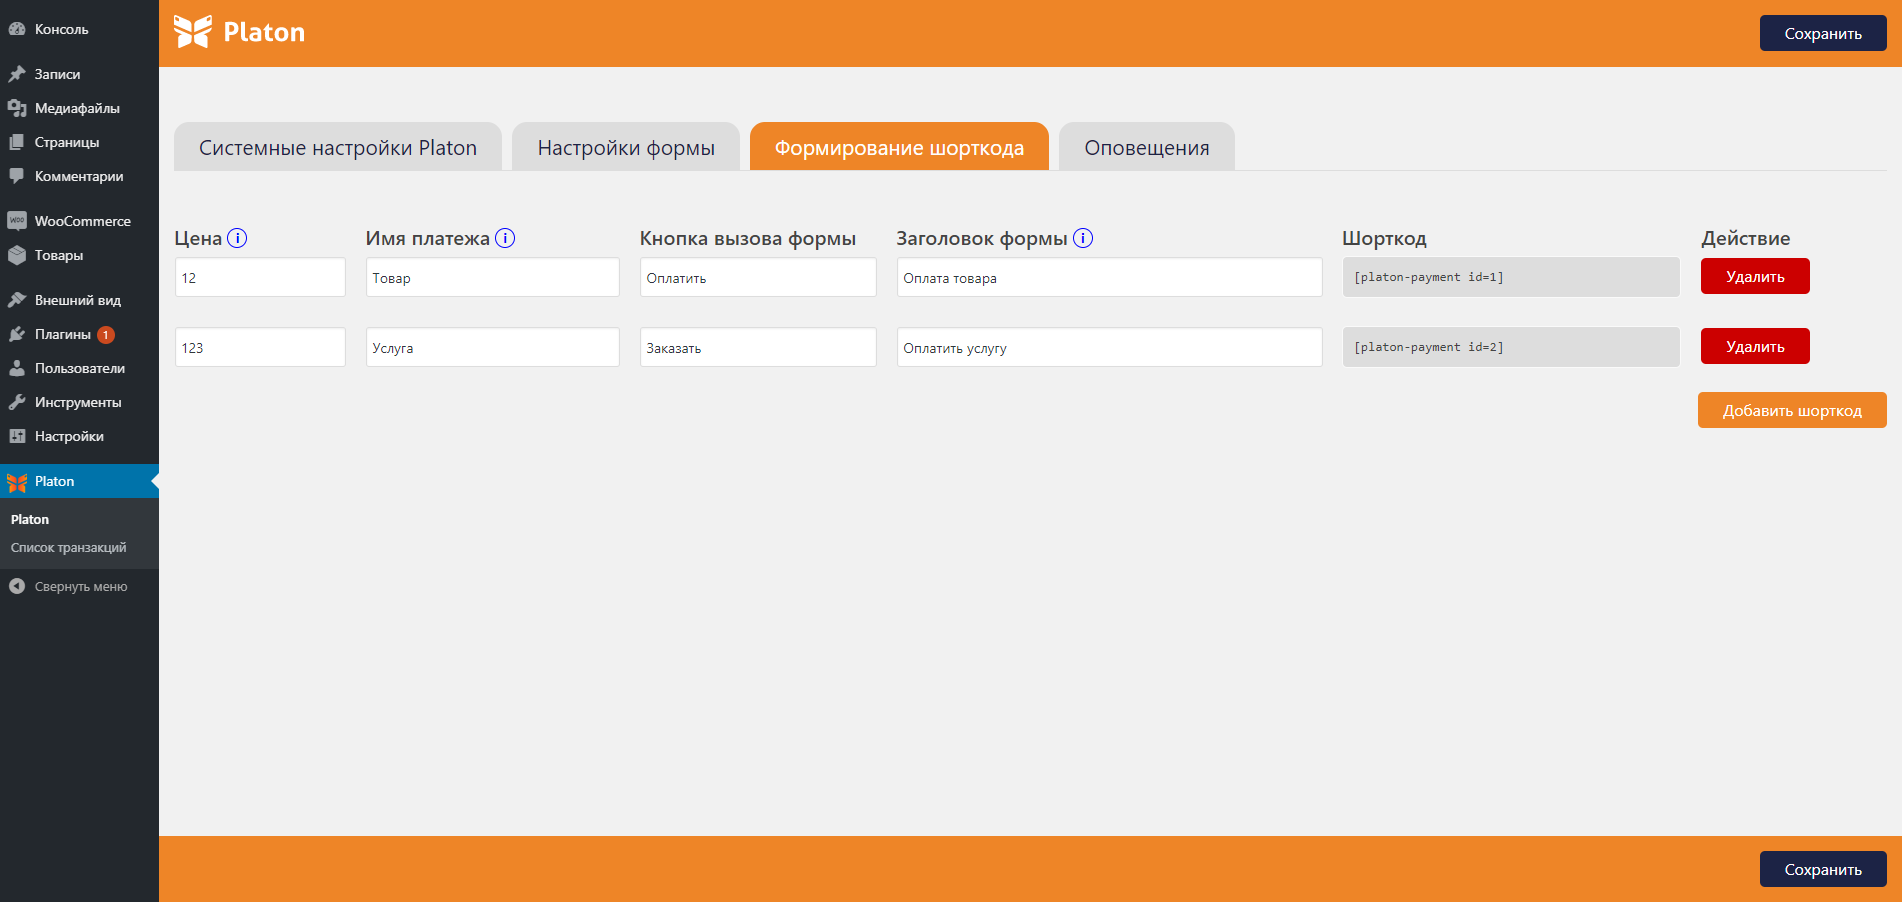 Консоль
Записи
Медиафайлы
Страницы
Комментарии
WooCommerce
Товары
Внешний вид
Плагины 1
Пользователи
Инструменты
Настройки
Platon
Platon
Список транзакций
Свернуть меню
Platon
Сохранить
Системные настройки Platon
Настройки формы
Формирование шорткода
Оповещения
Цена i Имя платежа i Кнопка вызова формы Заголовок формы i Шорткод Действие
12 Товар Оплатить Оплата товара [platon-payment id=1] Удалить
123 Услуга Заказать Оплатить услугу [platon-payment id=2] Удалить
Добавить шорткод
Сохранить